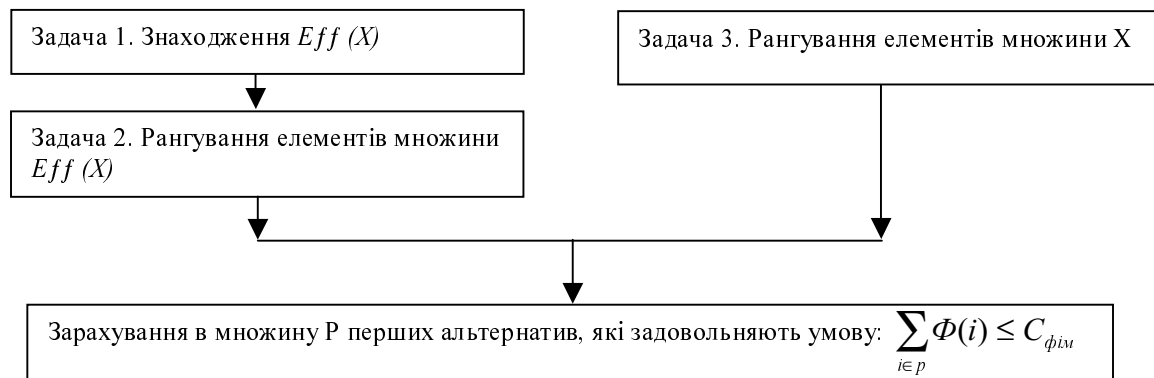 Задача 1. Знаходження Eff (X)
Задача 3. Рангування елементів множини X
Задача 2. Рангування елементів множини
Eff (X)
Зарахування в множину P перших альтернатив, які задовольняють умову: ∑_{i∈p} Φ(i) ≤ C_{фім}